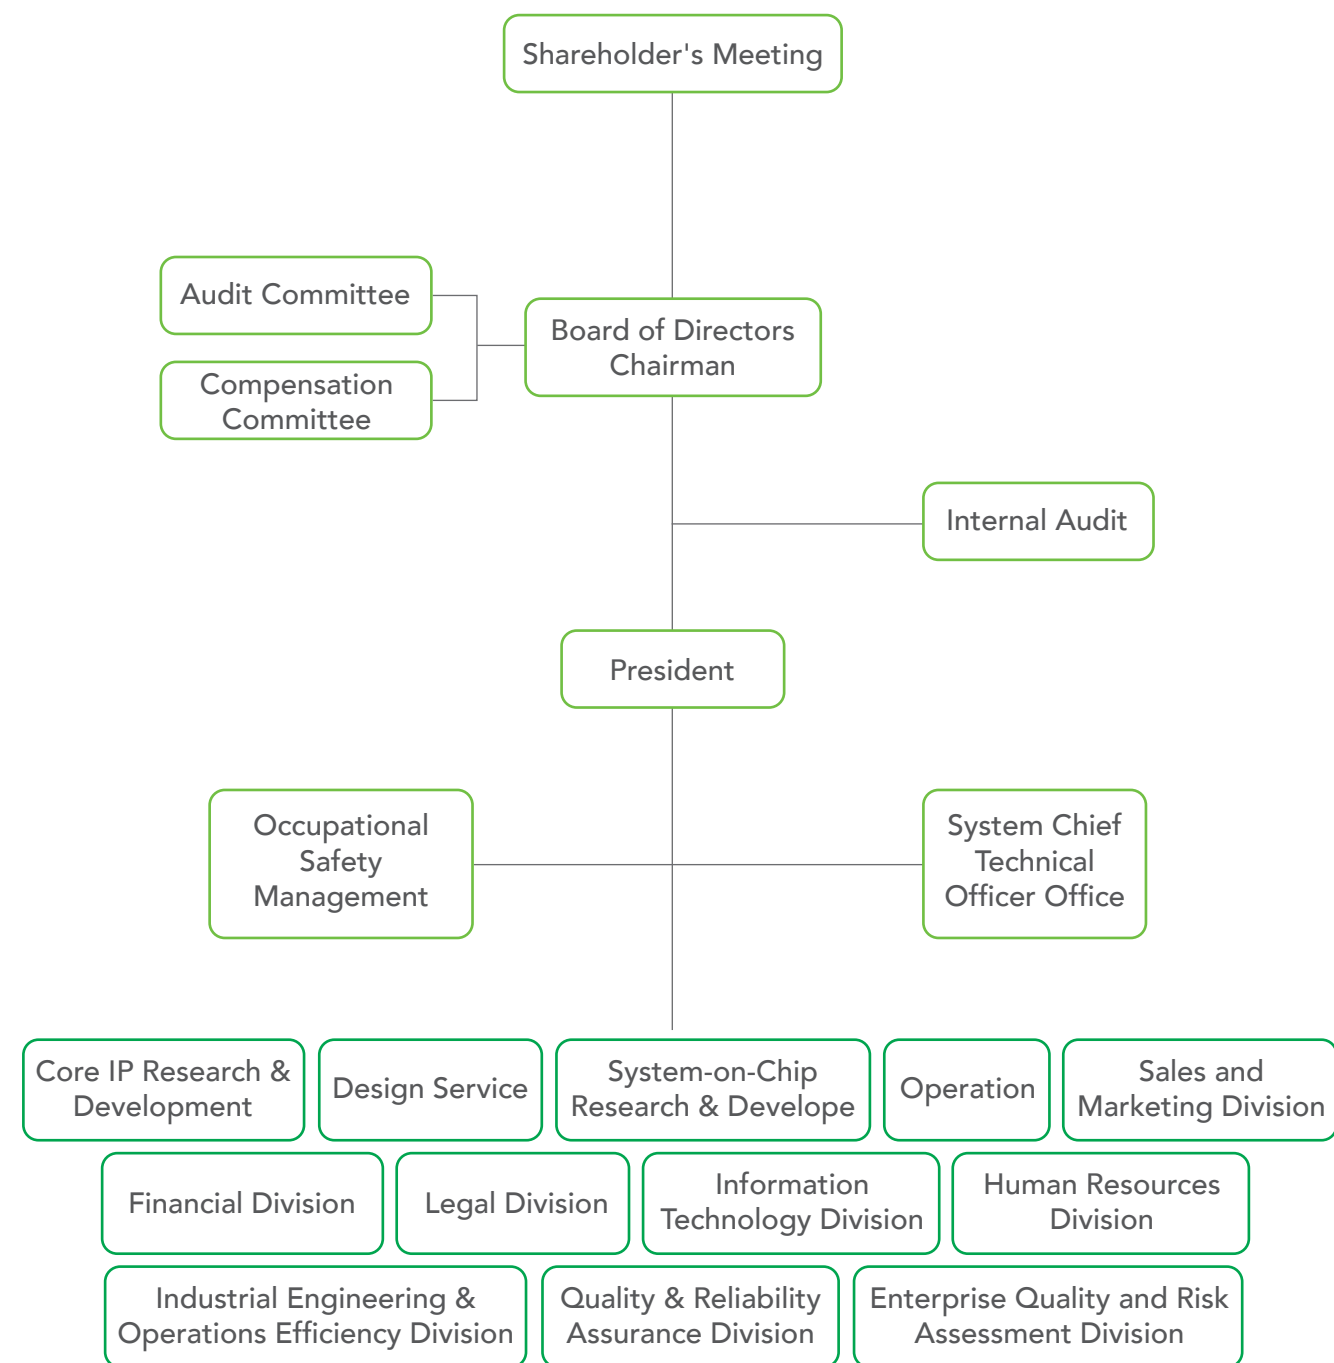 Shareholder's Meeting
Audit Committee
Compensation
Committee
Board of Directors
Chairman
Internal Audit
President
Occupational
Safety
Management
System Chief
Technical
Officer Office
Core IP Research &
Development
Design Service
System-on-Chip
Research & Develope
Operation
Sales and
Marketing Division
Financial Division
Legal Division
Information
Technology Division
Human Resources
Division
Industrial Engineering &
Operations Efficiency Division
Quality & Reliability
Assurance Division
Enterprise Quality and Risk
Assessment Division